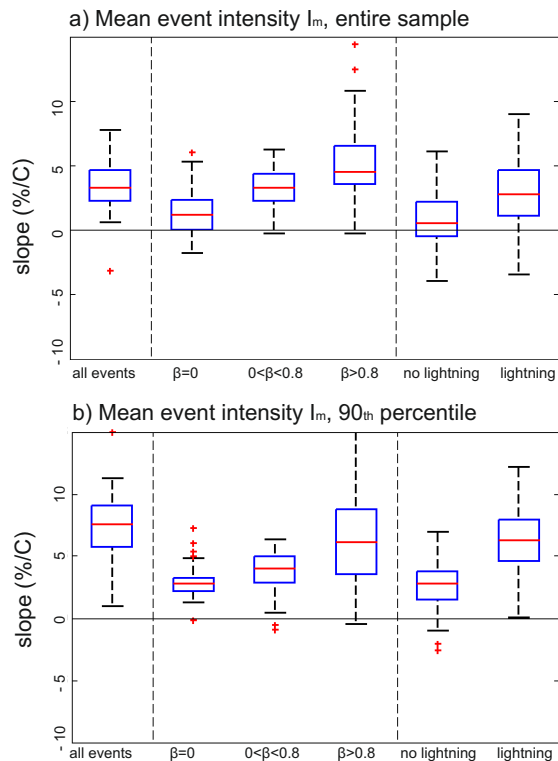 a) Mean event intensity Iₘ, entire sample
slope (%/C)
10
5
0
- 5
- 10
all events β=0 0<β<0.8 β>0.8 no lightning lightning
b) Mean event intensity Iₘ, 90th percentile
slope (%/C)
10
5
0
- 5
- 10
all events β=0 0<β<0.8 β>0.8 no lightning lightning